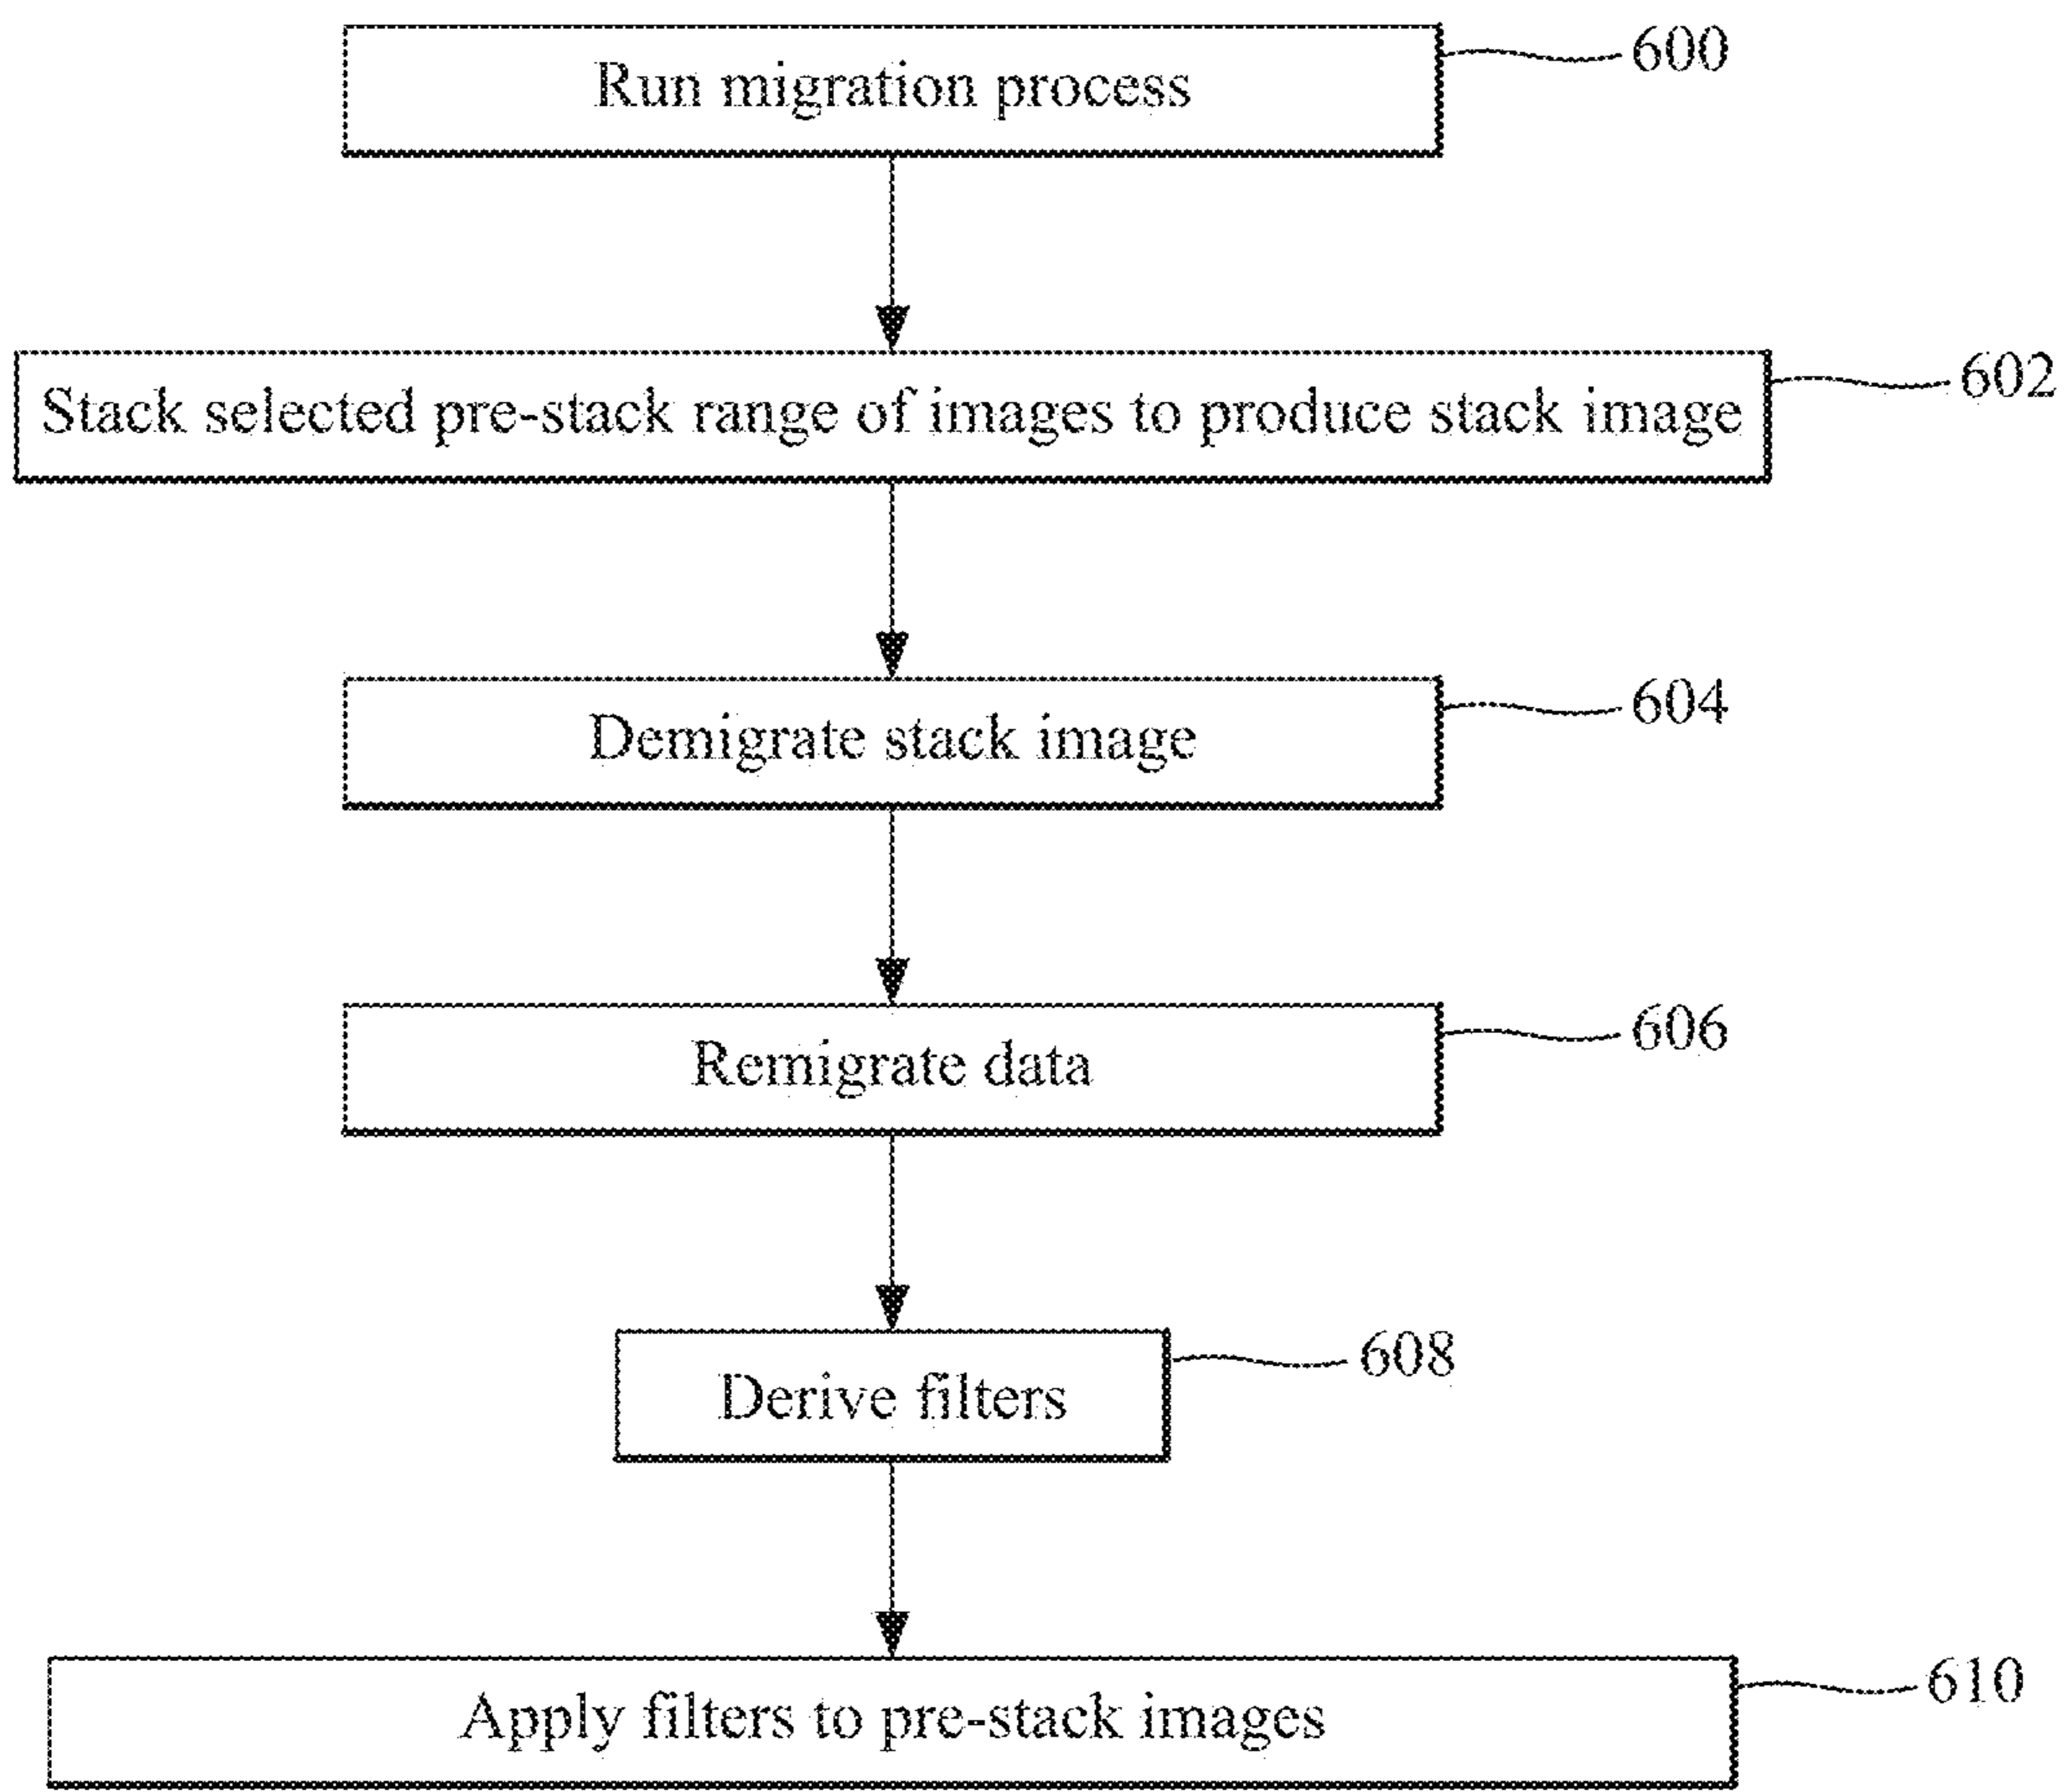 Run migration process
600
Stack selected pre-stack range of images to produce stack image
602
Demigrate stack image
604
Remigrate data
606
Derive filters
608
Apply filters to pre-stack images
610